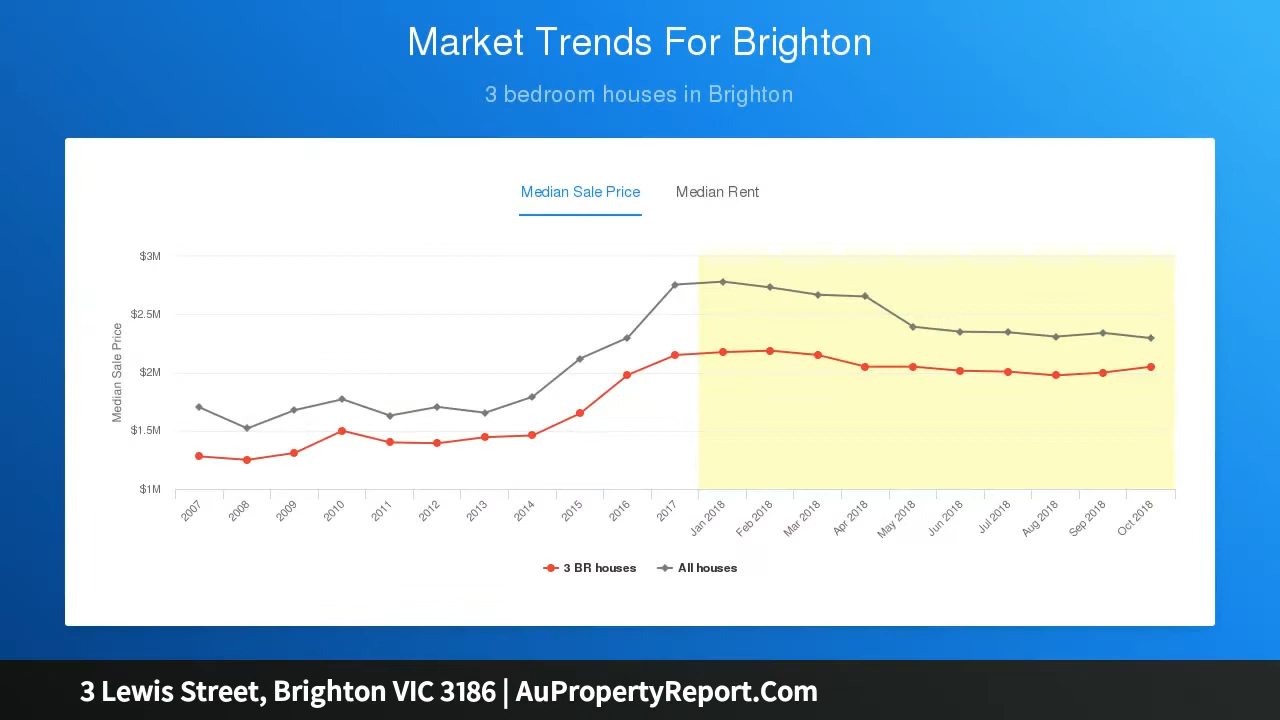 Market Trends For Brighton
3 bedroom houses in Brighton
Median Sale Price Median Rent
Median Sale Price
$3M
$2.5M
$2M
$1.5M
$1M
2007 2008 2009 2010 2011 2012 2013 2014 2015 2016 2017 Jan 2018 Feb 2018 Mar 2018 Apr 2018 May 2018 Jun 2018 Jul 2018 Aug 2018 Sep 2018 Oct 2018
3 BR houses All houses
3 Lewis Street, Brighton VIC 3186 | AuPropertyReport.Com